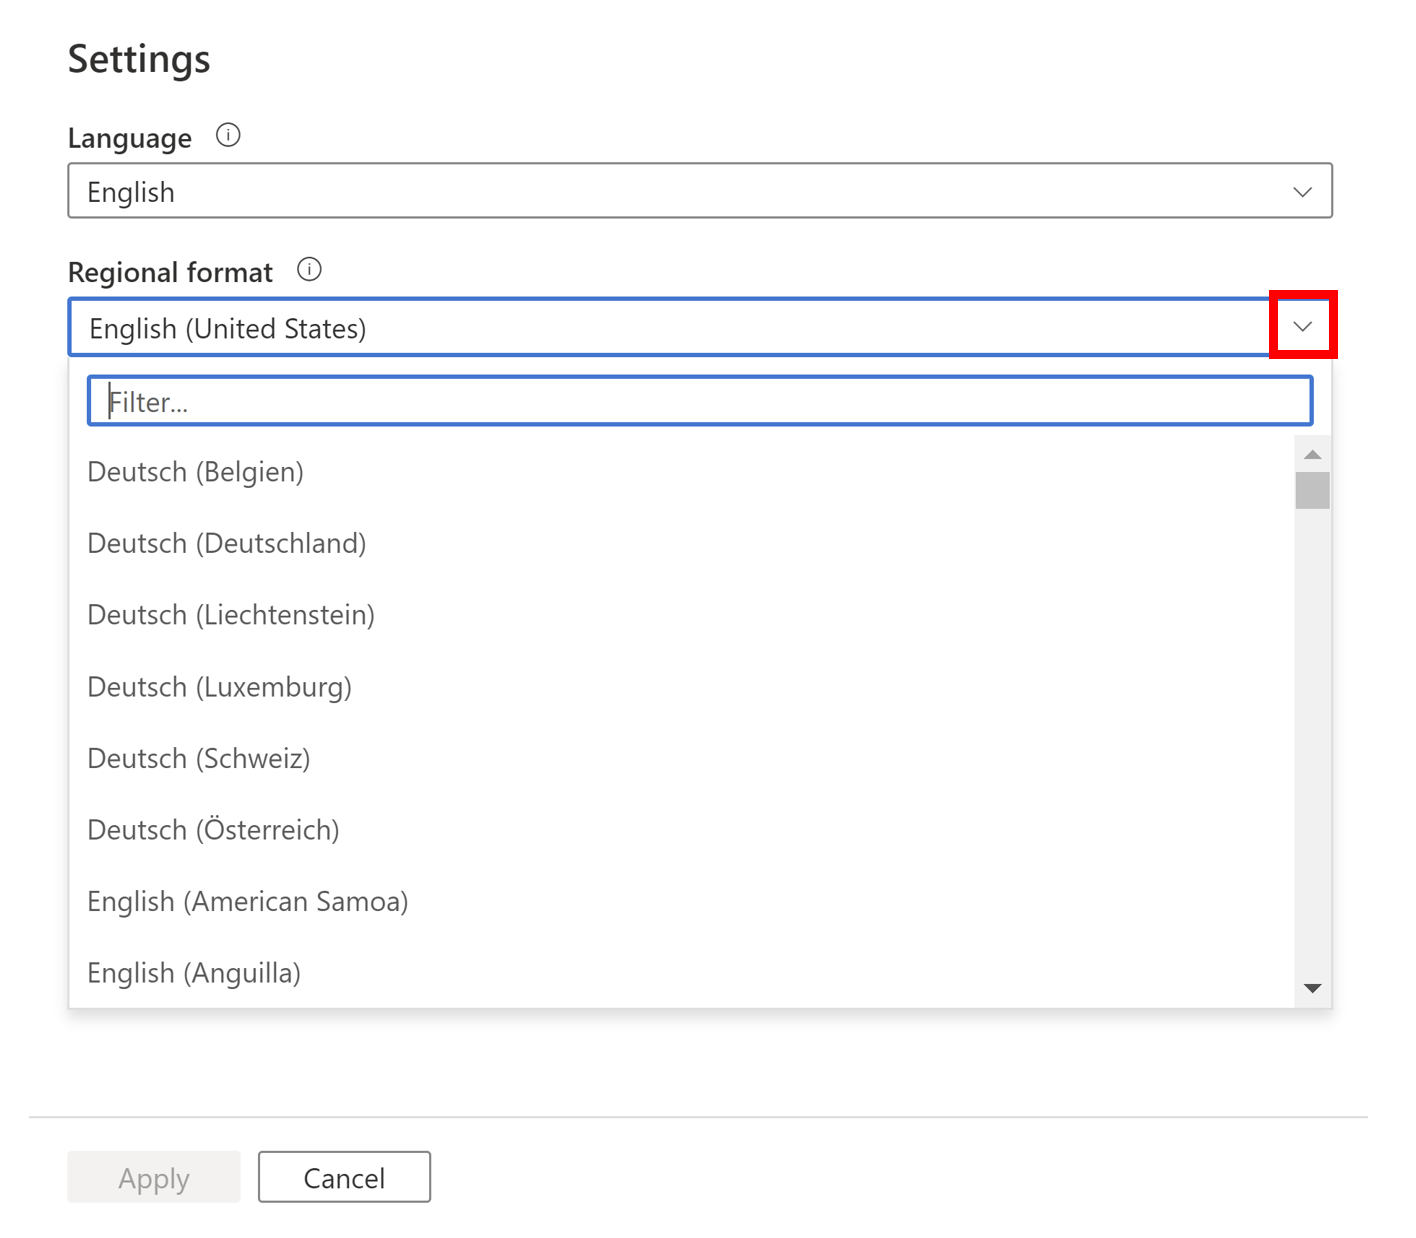 Settings
Language
English
Regional format
English (United States)
Filter...
Deutsch (Belgien)
Deutsch (Deutschland)
Deutsch (Liechtenstein)
Deutsch (Luxemburg)
Deutsch (Schweiz)
Deutsch (Österreich)
English (American Samoa)
English (Anguilla)
Apply Cancel